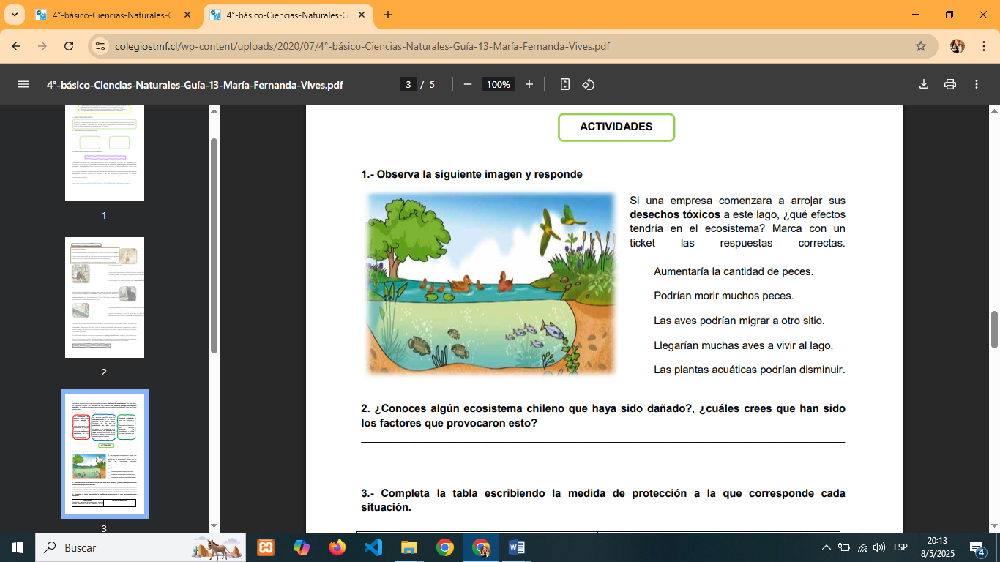 4°-básico-Ciencias-Naturales-G
4°-básico-Ciencias-Naturales-G
colegiostmf.cl/wp-content/uploads/2020/07/4°-básico-Ciencias-Naturales-Guía-13-María-Fernanda-Vives.pdf
4°-básico-Ciencias-Naturales-Guía-13-María-Fernanda-Vives.pdf
3 / 5
100%
1
2
3
ACTIVIDADES
1.- Observa la siguiente imagen y responde
Si una empresa comenzara a arrojar sus
desechos tóxicos a este lago, ¿qué efectos
tendría en el ecosistema? Marca con un
ticket las respuestas correctas.
___ Aumentaría la cantidad de peces.
___ Podrían morir muchos peces.
___ Las aves podrían migrar a otro sitio.
___ Llegarían muchas aves a vivir al lago.
___ Las plantas acuáticas podrían disminuir.
2. ¿Conoces algún ecosistema chileno que haya sido dañado?, ¿cuáles crees que han sido
los factores que provocaron esto?
3.- Completa la tabla escribiendo la medida de protección a la que corresponde cada
situación.
Buscar
ESP
20:13
8/5/2025
4